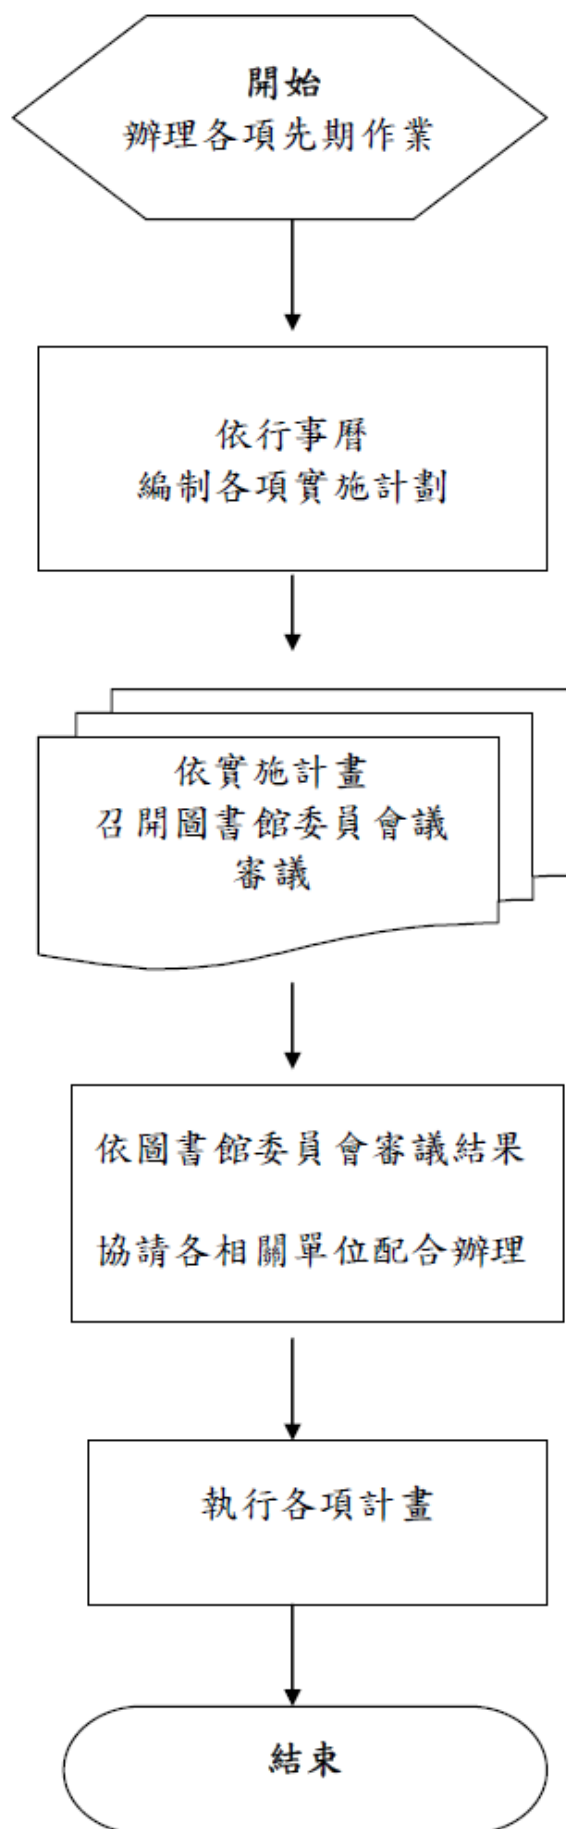 開始
辦理各項先期作業
依行事曆
編制各項實施計劃
依實施計畫
召開圖書館委員會議
審議
依圖書館委員會審議結果
協請各相關單位配合辦理
執行各項計畫
結束